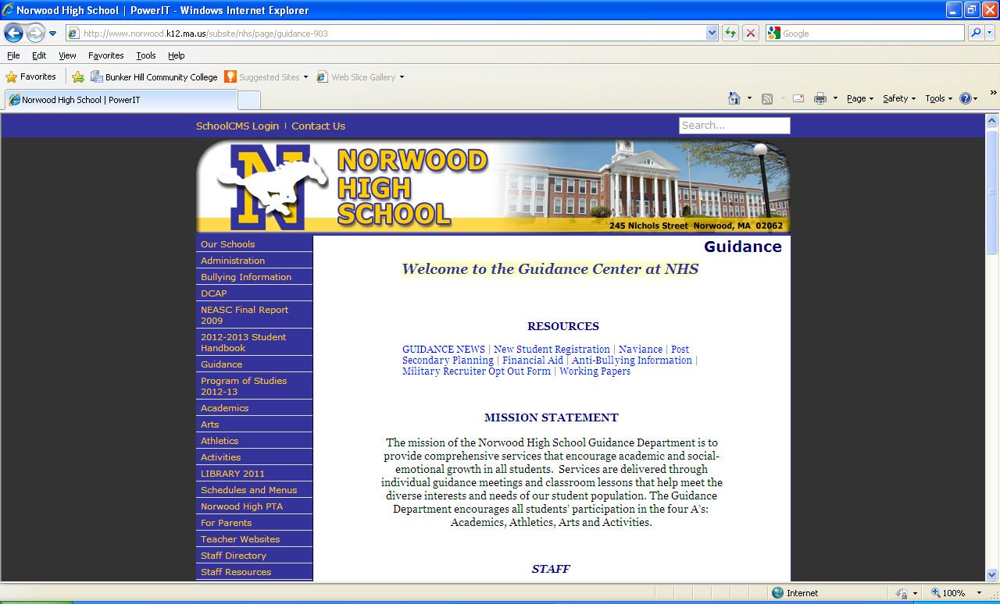 Norwood High School | PowerIT - Windows Internet Explorer
http://www.norwood.k12.ma.us/subsite/nhs/page/guidance-903
Google
File Edit View Favorites Tools Help
Favorites Bunker Hill Community College Suggested Sites Web Slice Gallery
Norwood High School | PowerIT
Page Safety Tools
SchoolCMS Login | Contact Us
Search...
N
NORWOOD
HIGH
SCHOOL
245 Nichols Street Norwood, MA 02062
Our Schools
Administration
Bullying Information
DCAP
NEASC Final Report
2009
2012-2013 Student
Handbook
Guidance
Program of Studies
2012-13
Academics
Arts
Athletics
Activities
LIBRARY 2011
Schedules and Menus
Norwood High PTA
For Parents
Teacher Websites
Staff Directory
Staff Resources
Guidance
Welcome to the Guidance Center at NHS
RESOURCES
GUIDANCE NEWS | New Student Registration | Naviance | Post
Secondary Planning | Financial Aid | Anti-Bullying Information |
Military Recruiter Opt Out Form | Working Papers
MISSION STATEMENT
The mission of the Norwood High School Guidance Department is to
provide comprehensive services that encourage academic and social-
emotional growth in all students. Services are delivered through
individual guidance meetings and classroom lessons that help meet the
diverse interests and needs of our student population. The Guidance
Department encourages all students’ participation in the four A’s:
Academics, Athletics, Arts and Activities.
STAFF
Internet
100%